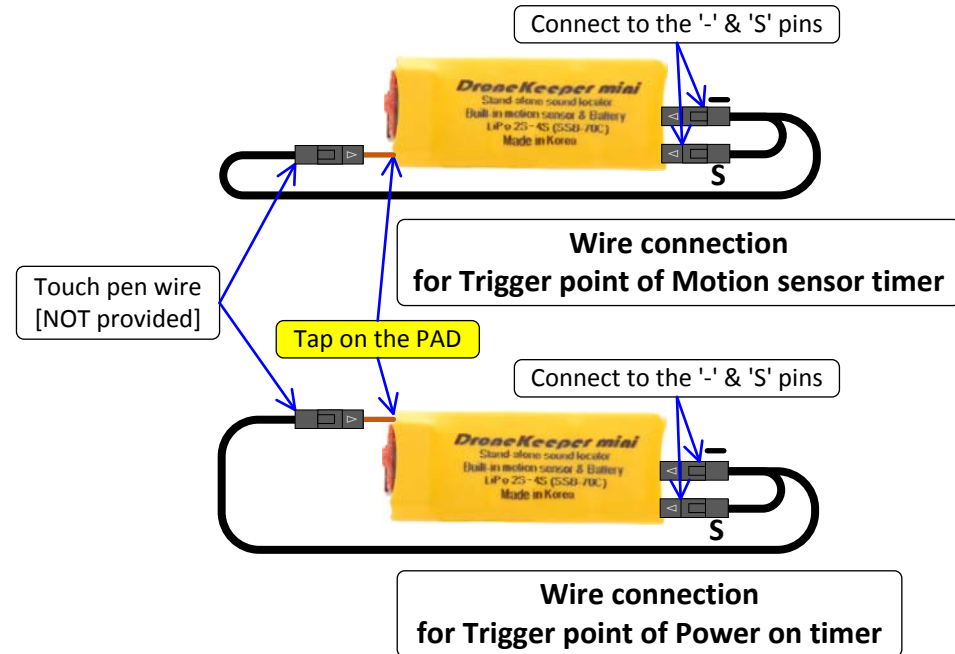 Connect to the '-' & 'S' pins
DroneKeeper mini
Stand-alone sound locator
Built-in motion sensor & Battery
LiPo 2S-4S (SSB-70C)
Made in Korea
-
S
Wire connection
for Trigger point of Motion sensor timer
Touch pen wire
[NOT provided]
Tap on the PAD
Connect to the '-' & 'S' pins
DroneKeeper mini
Stand-alone sound locator
Built-in motion sensor & Battery
LiPo 2S-4S (SSB-70C)
Made in Korea
-
S
Wire connection
for Trigger point of Power on timer